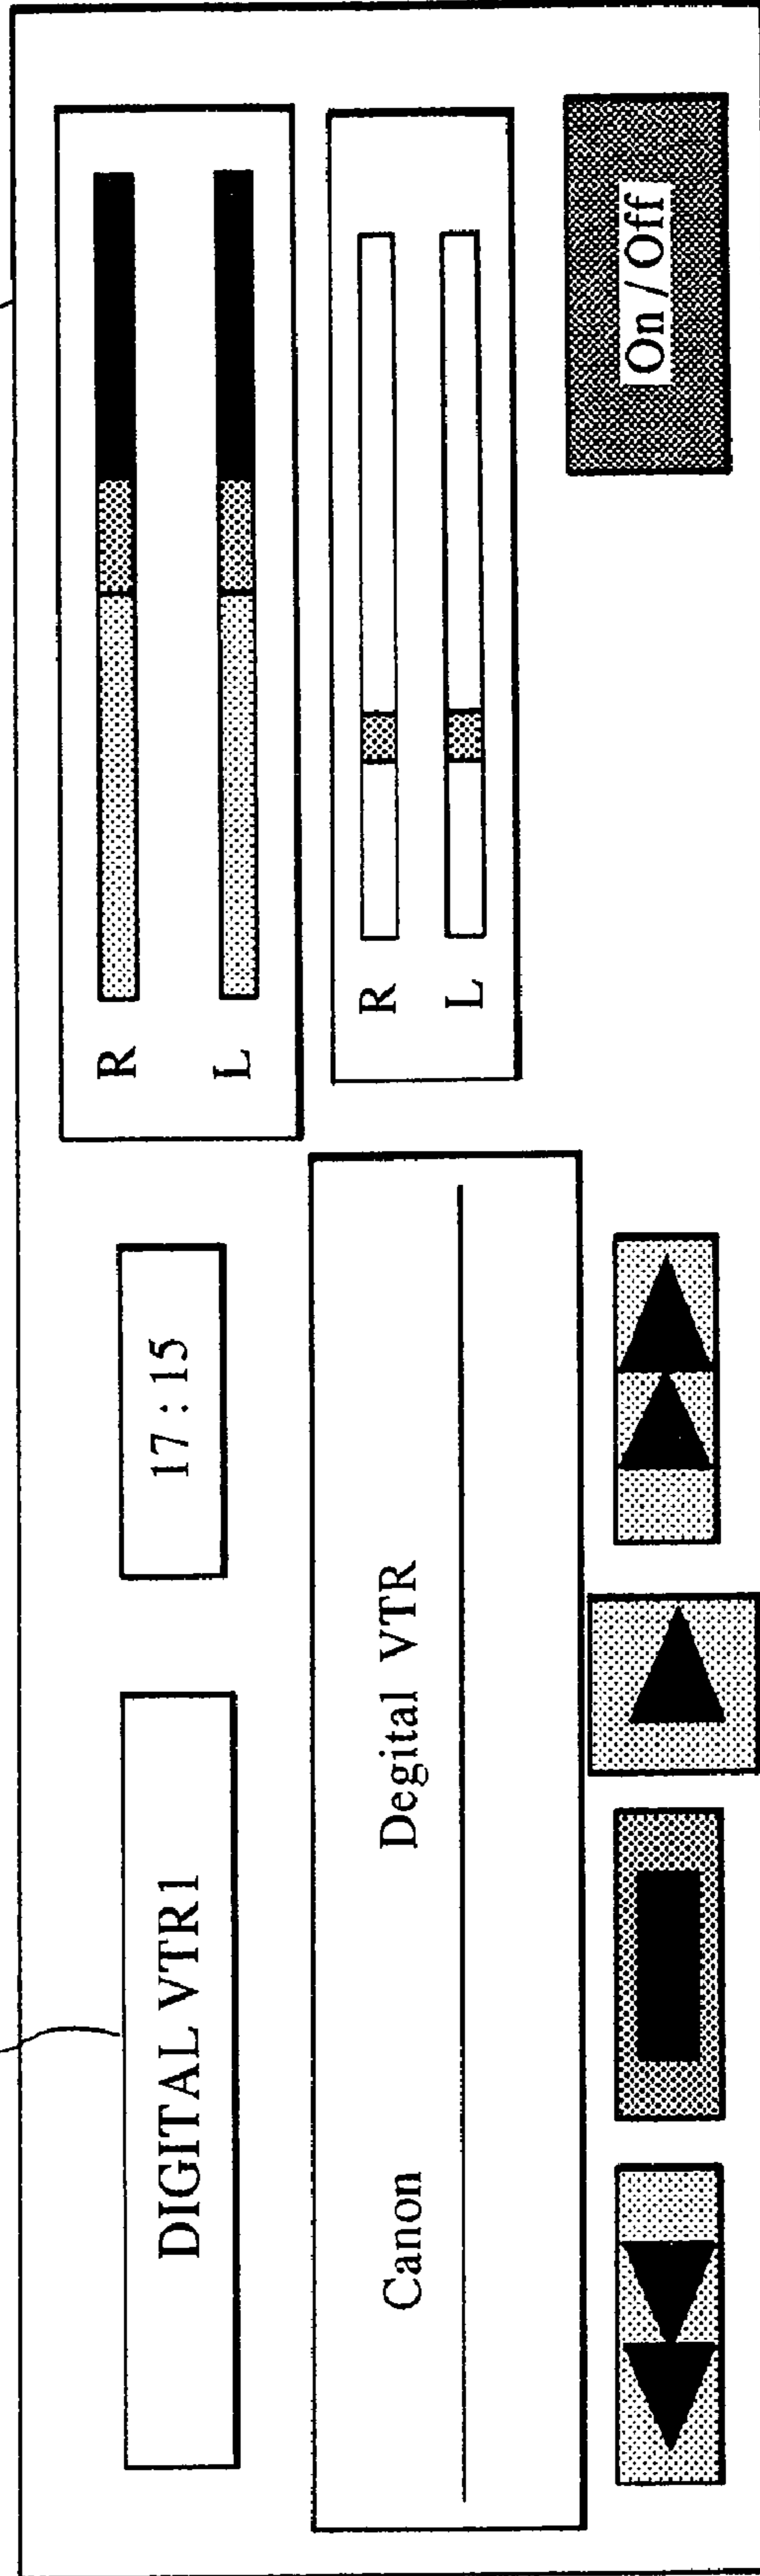 DIGITAL VTR1
17 : 15
R
L
Canon Degital VTR
R
L
On / Off